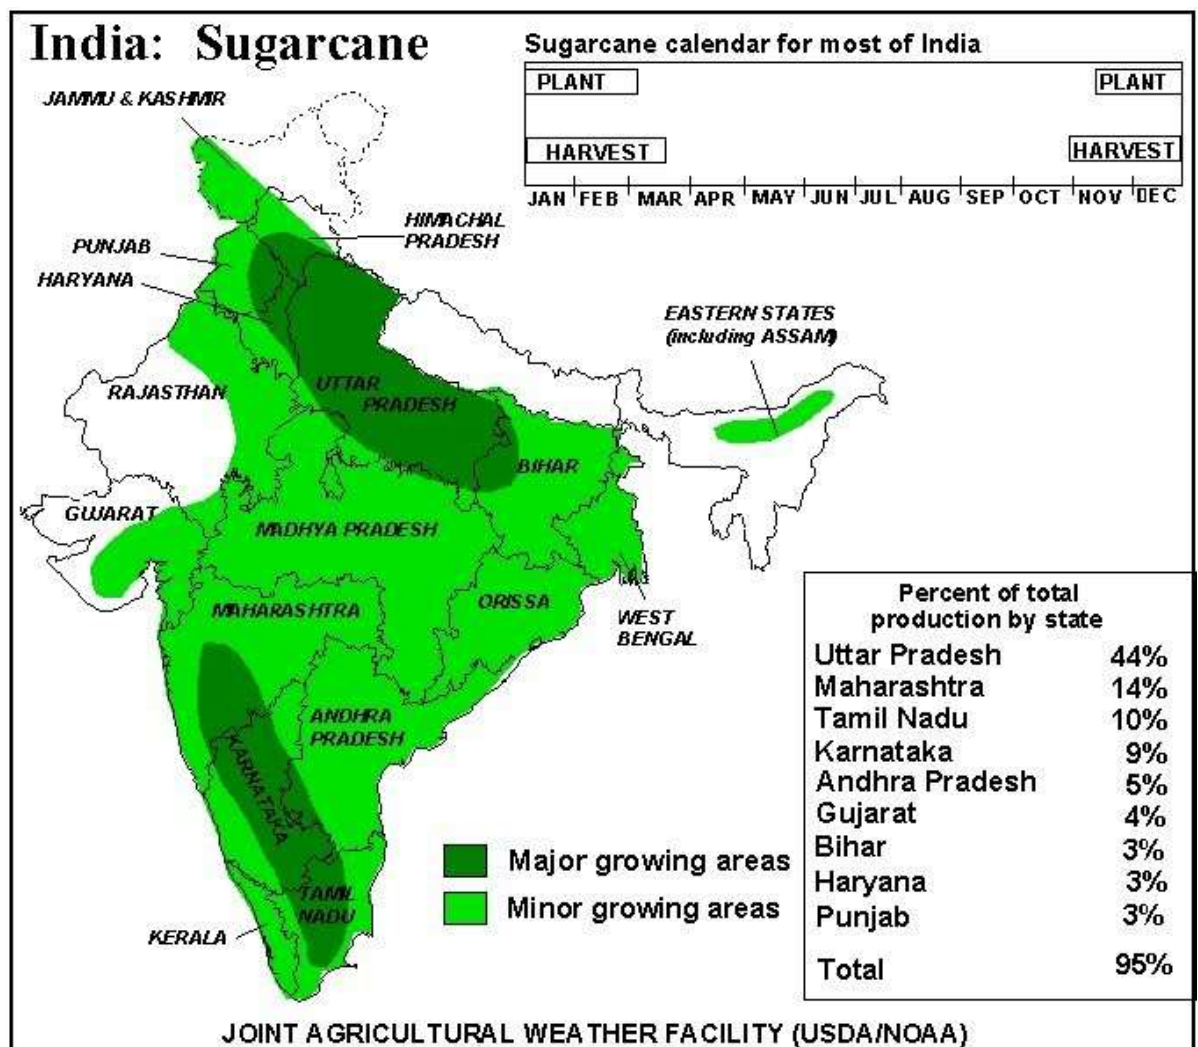 India: Sugarcane
Sugarcane calendar for most of India
PLANT PLANT
HARVEST HARVEST
JAN FEB MAR APR MAY JUN JUL AUG SEP OCT NOV DEC
JAMMU & KASHMIR
HIMACHAL
PRADESH
PUNJAB
HARYANA
EASTERN STATES
(including ASSAM)
RAJASTHAN
UTTAR
PRADESH
BIHAR
GUJARAT
MADHYA PRADESH
MAHARASHTRA
ORISSA
WEST
BENGAL
ANDHRA
PRADESH
KARNATAKA
TAMIL
NADU
KERALA
Major growing areas
Minor growing areas
Percent of total
production by state
Uttar Pradesh 44%
Maharashtra 14%
Tamil Nadu 10%
Karnataka 9%
Andhra Pradesh 5%
Gujarat 4%
Bihar 3%
Haryana 3%
Punjab 3%
Total 95%
JOINT AGRICULTURAL WEATHER FACILITY (USDA/NOAA)